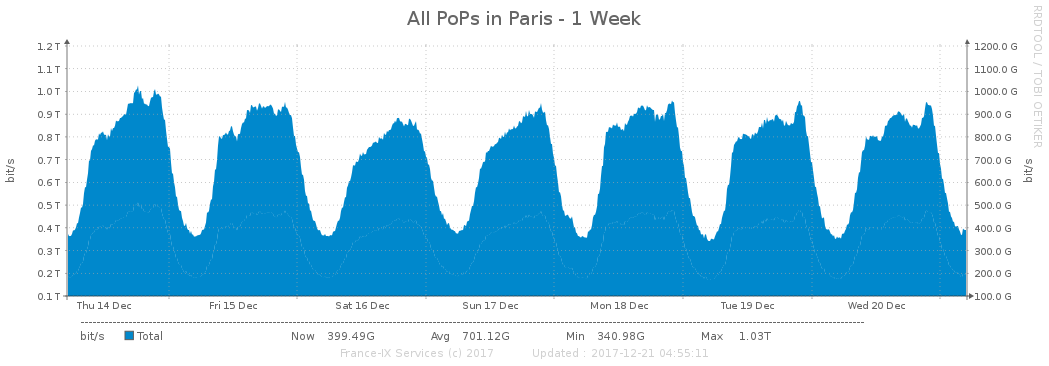 All PoPs in Paris - 1 Week
RRDTOOL / TOBI OETIKER
bit/s
1.2 T
1.1 T
1.0 T
0.9 T
0.8 T
0.7 T
0.6 T
0.5 T
0.4 T
0.3 T
0.2 T
0.1 T
1200.0 G
1100.0 G
1000.0 G
900.0 G
800.0 G
700.0 G
600.0 G
500.0 G
400.0 G
300.0 G
200.0 G
100.0 G
bit/s
Thu 14 Dec Fri 15 Dec Sat 16 Dec Sun 17 Dec Mon 18 Dec Tue 19 Dec Wed 20 Dec
bit/s Total Now 399.49G Avg 701.12G Min 340.98G Max 1.03T
France-IX Services (c) 2017 Updated : 2017-12-21 04:55:11